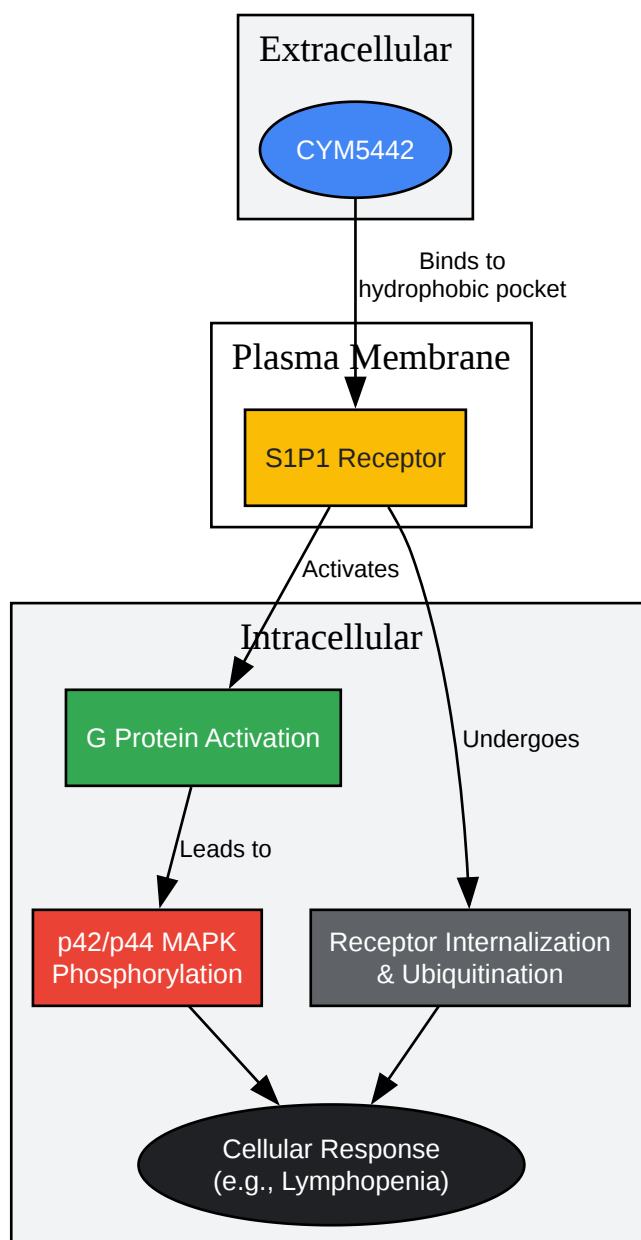 Extracellular
CYM5442
Binds to
hydrophobic pocket
Plasma Membrane
S1P1 Receptor
Activates
Intracellular
G Protein Activation
Undergoes
Leads to
p42/p44 MAPK
Phosphorylation
Receptor Internalization
& Ubiquitination
Cellular Response
(e.g., Lymphopenia)